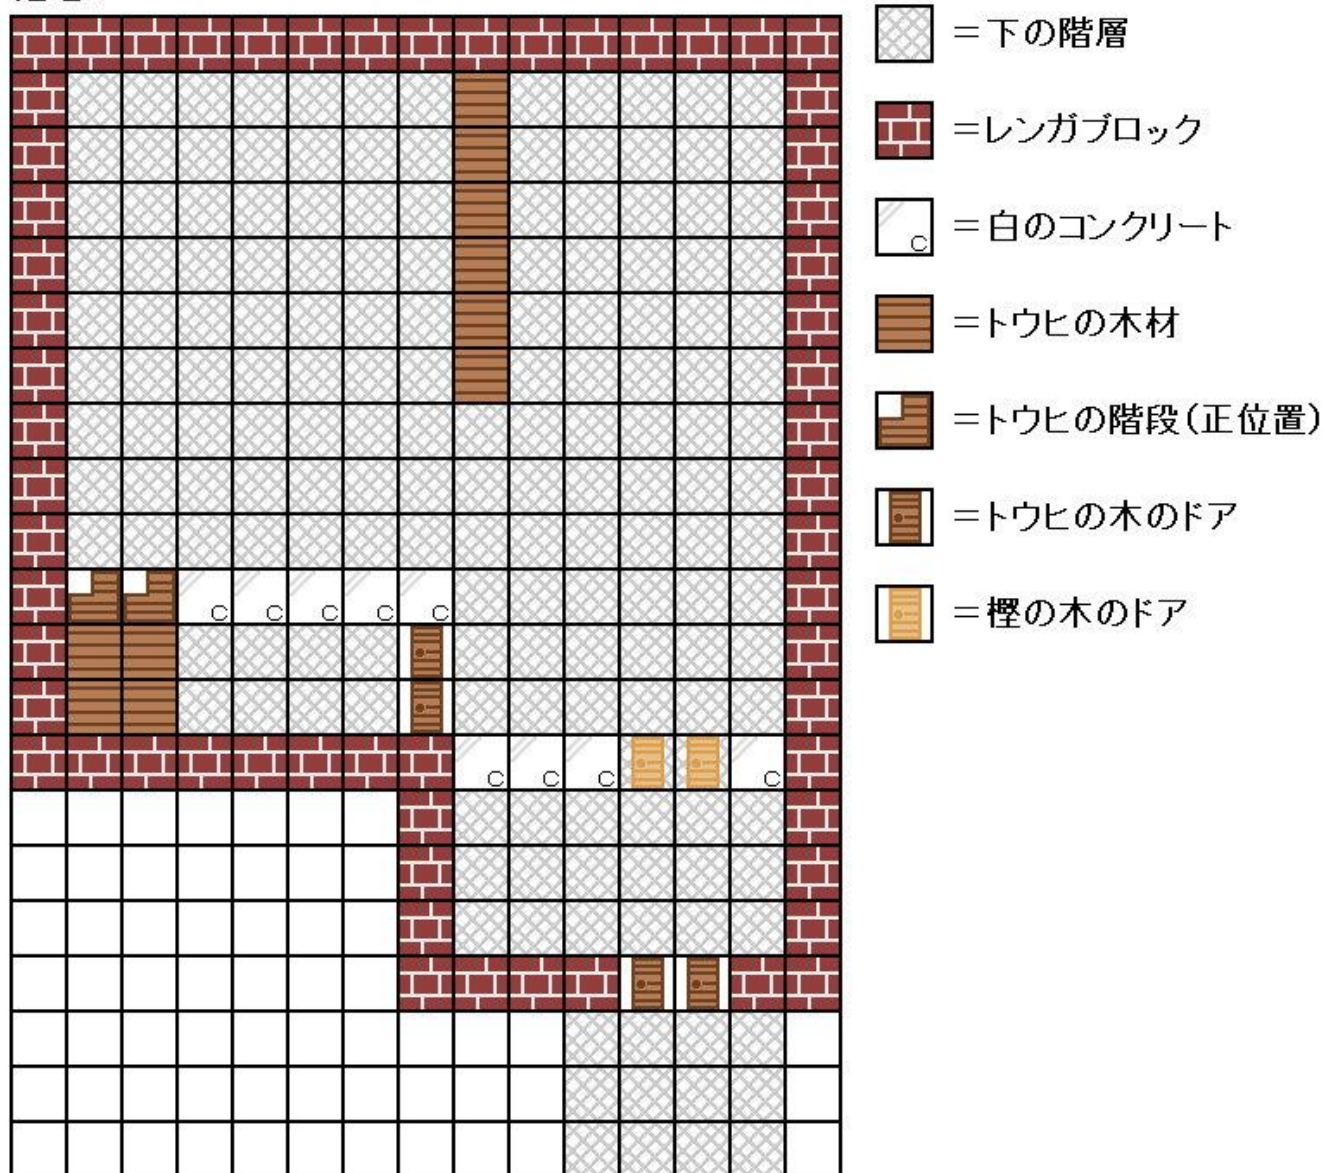 =下の階層
=レンガブロック
=白のコンクリート
=トウヒの木材
=トウヒの階段(正位置)
=トウヒの木のドア
=樫の木のドア
C
C C C C C
C C C C